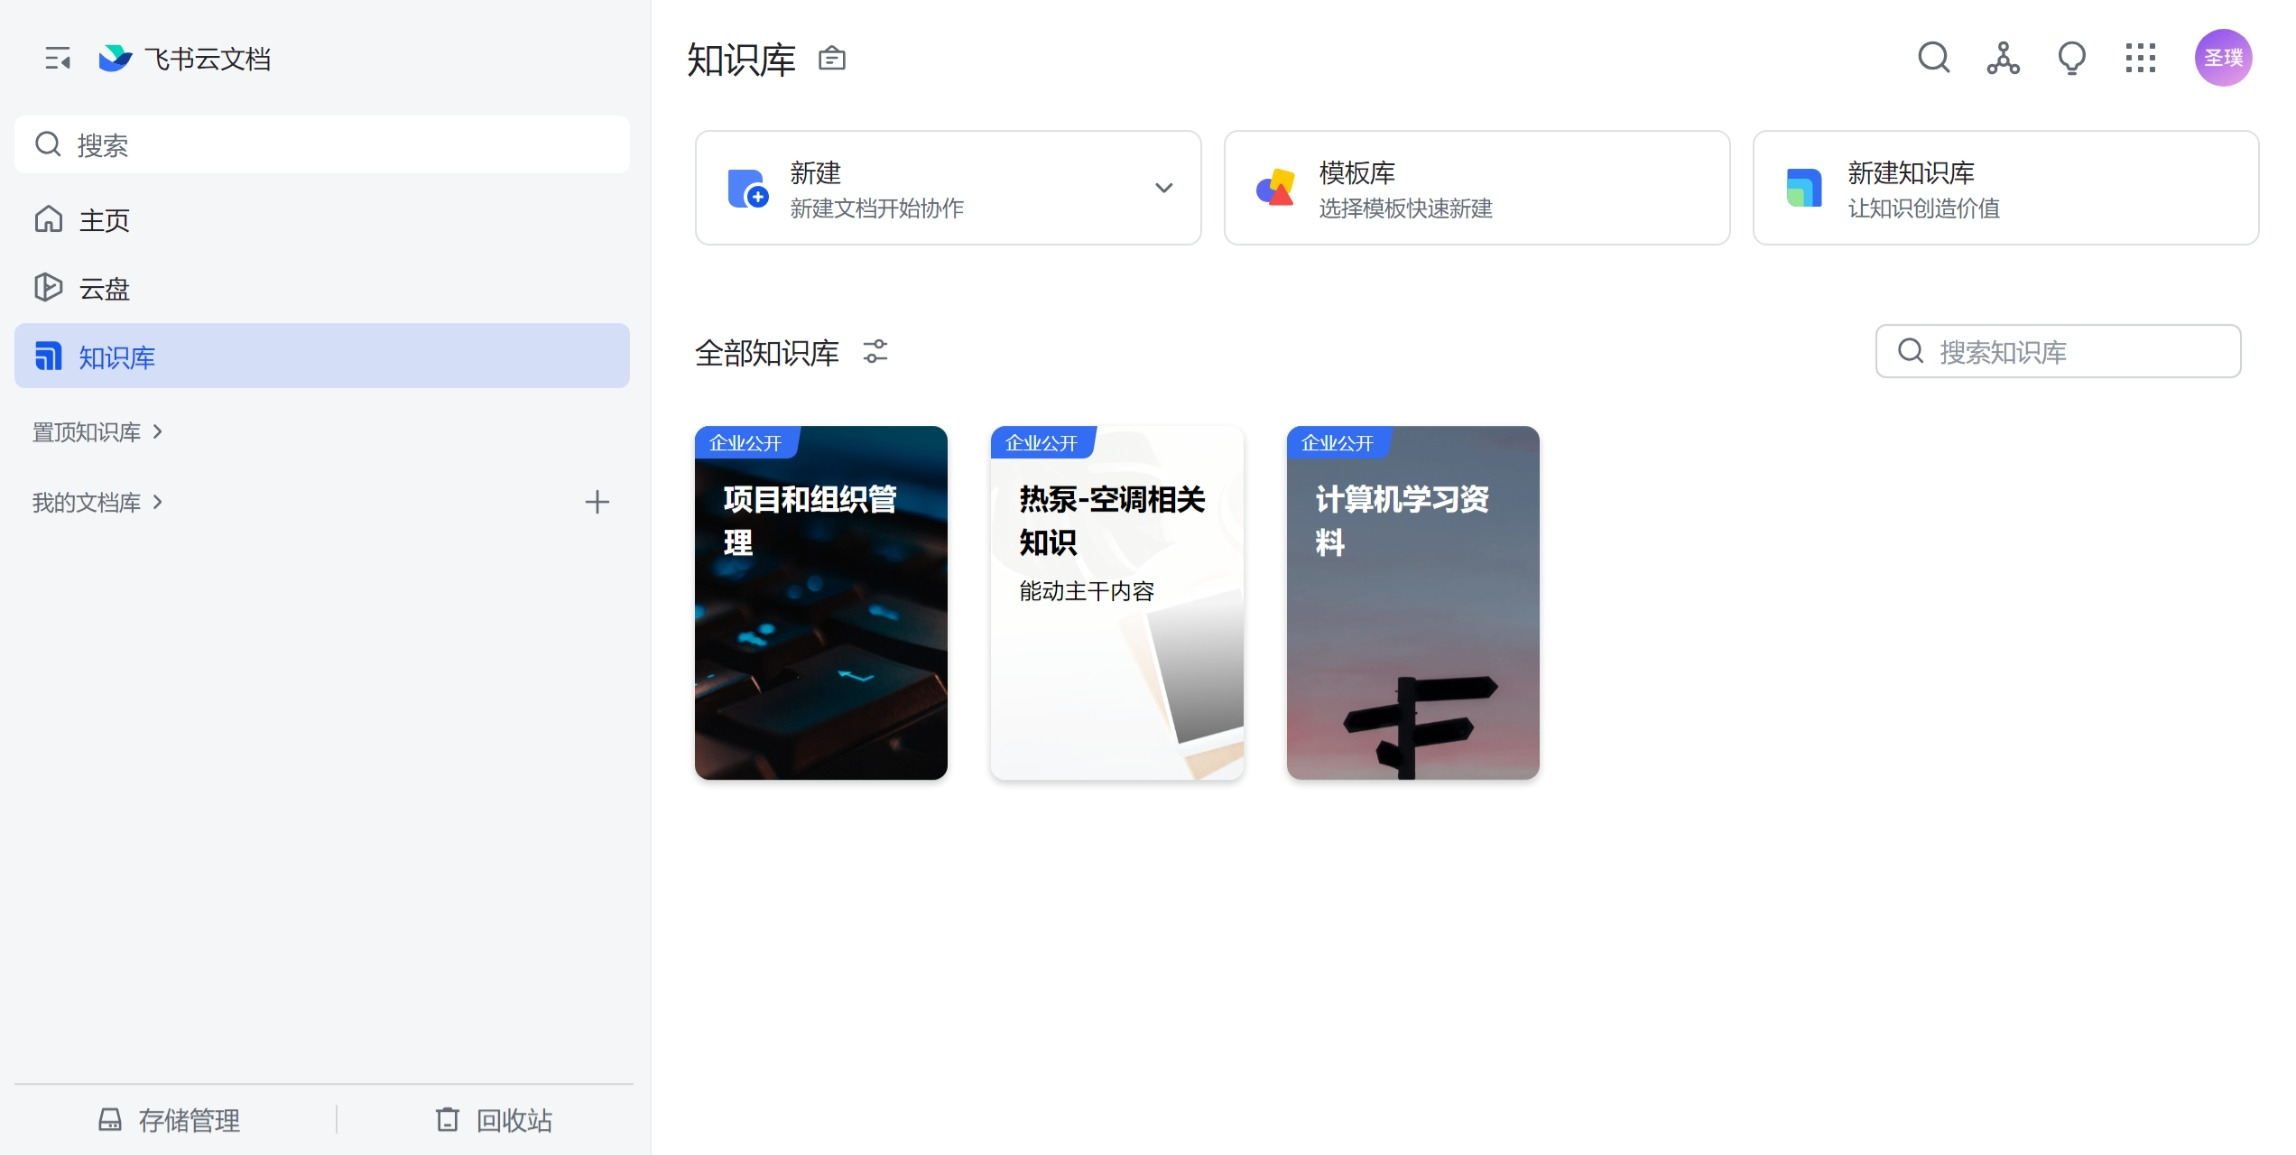 飞书云文档
搜索
主页
云盘
知识库
置顶知识库
我的文档库
存储管理
回收站
知识库
圣璞
新建
新建文档开始协作
模板库
选择模板快速新建
新建知识库
让知识创造价值
全部知识库
搜索知识库
企业公开
项目和组织管
理
企业公开
热泵-空调相关
知识
能动主干内容
企业公开
计算机学习资
料